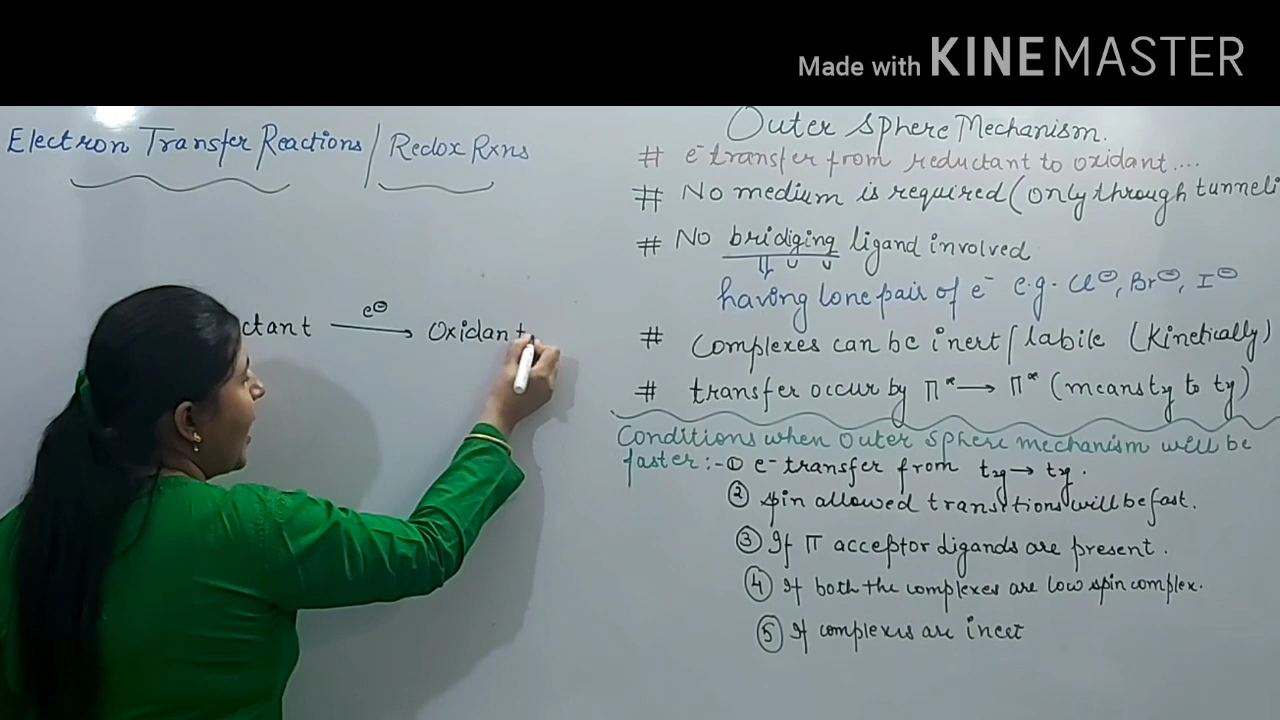 Made with KINEMASTER
Electron Transfer Reactions / Redox Rxns
ctant e⊖ → Oxidant
Outer Sphere Mechanism.
# e⁻ transfer from reductant to oxidant...
# No medium is required (only through tunneli
# No bridging ligand involved
⇓
having lone pair of e⁻ e.g. Cl⊖, Br⊖, I⊖
# Complexes can be inert/labile (Kinetically)
# transfer occur by Π* → Π* (means t₂g to t₂g)
Conditions when Outer Sphere mechanism will be
faster:- ① e⁻ transfer from t₂g → t₂g.
② Spin allowed transitions will be fast.
③ If Π acceptor ligands are present.
④ If both the complexes are low spin complex.
⑤ If complexes are inert